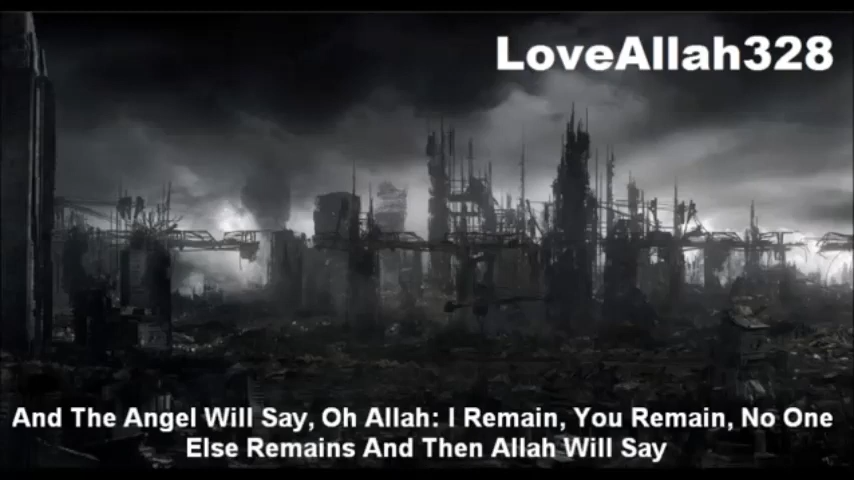 LoveAllah328
And The Angel Will Say, Oh Allah: I Remain, You Remain, No One
Else Remains And Then Allah Will Say